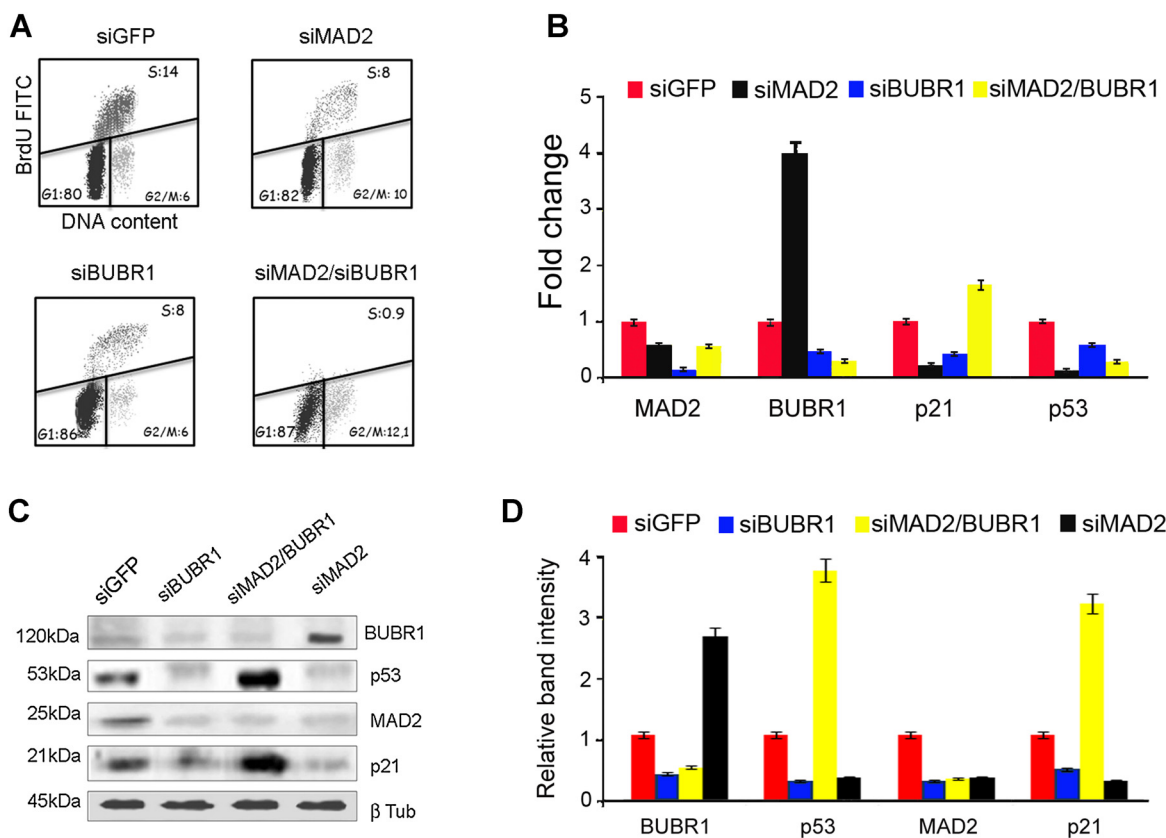 A
siGFP
siMAD2
BrdU FITC
S:14
G1:80
G2/M:6
DNA content
S:8
G1:82
G2/M: 10
siBUBR1
siMAD2/siBUBR1
S:8
G1:86
G2/M:6
S:0.9
G1:87
G2/M:12,1
B
siGFP siMAD2 siBUBR1 siMAD2/BUBR1
Fold change
5
4
3
2
1
0
MAD2 BUBR1 p21 p53
C
siGFP siBUBR1 siMAD2/BUBR1 siMAD2
120kDa BUBR1
53kDa p53
25kDa MAD2
21kDa p21
45kDa β Tub
D
siGFP siBUBR1 siMAD2/BUBR1 siMAD2
Relative band intensity
4
3
2
1
0
BUBR1 p53 MAD2 p21